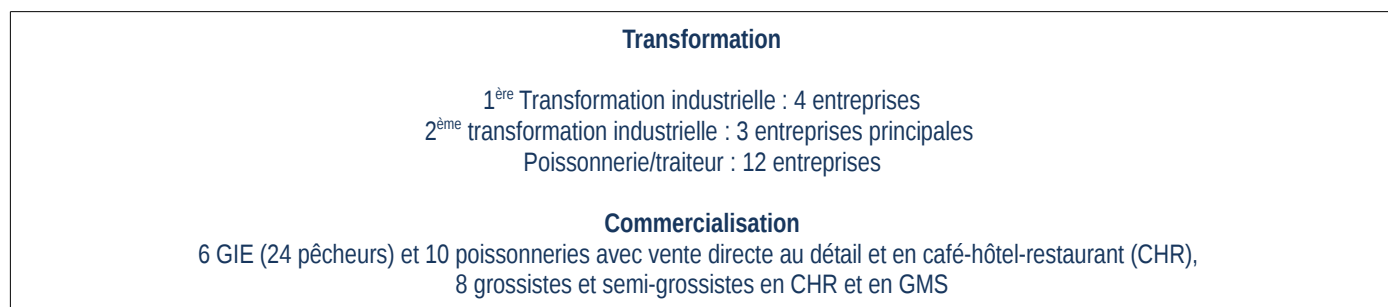 Transformation
1ère Transformation industrielle : 4 entreprises
2ème transformation industrielle : 3 entreprises principales
Poissonnerie/traiteur : 12 entreprises
Commercialisation
6 GIE (24 pêcheurs) et 10 poissonneries avec vente directe au détail et en café-hôtel-restaurant (CHR),
8 grossistes et semi-grossistes en CHR et en GMS